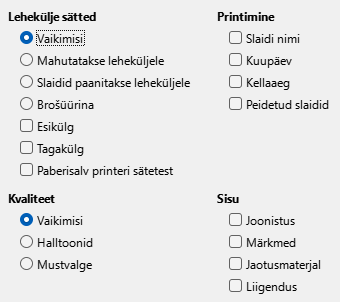 Lehekülje sätted
Vaikimisi
Mahutatakse leheküljele
Slaidid paanitakse leheküljele
Brošüürina
Esikülg
Tagakülg
Paberisalv printeri sätetest
Printimine
Slaidi nimi
Kuupäev
Kellaaeg
Peidetud slaidid
Kvaliteet
Vaikimisi
Halltoonid
Mustvalge
Sisu
Joonistus
Märkmed
Jaotusmaterjal
Liigendus